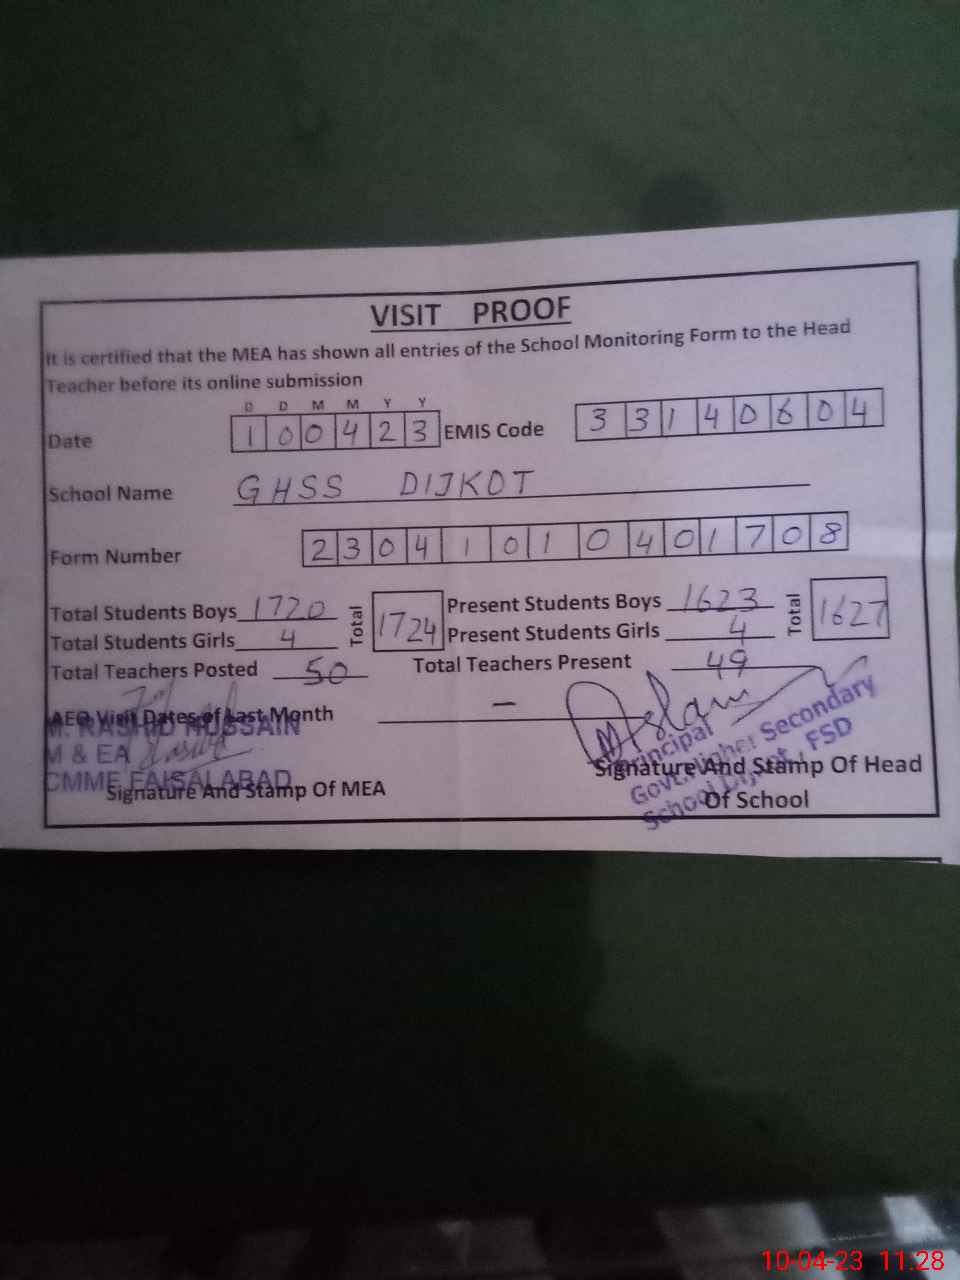 VISIT PROOF
It is certified that the MEA has shown all entries of the School Monitoring Form to the Head
Teacher before its online submission
D D M M Y Y
Date 1 0 0 4 2 3 EMIS Code 3 3 1 4 0 6 0 4
School Name GHSS DIJKOT
Form Number 2 3 0 4 1 0 1 0 4 0 1 7 0 8
Total Students Boys 1720 Total 1724 Present Students Boys 1623 Total 1627
Total Students Girls 4 Present Students Girls 4
Total Teachers Posted 50 Total Teachers Present 49
AEO Visit Dates of Last Month –
M. RASHID HUSSAIN
M & EA
CMME FAISALABAD
Signature And Stamp Of MEA
Principal
Govt. Higher Secondary
School Dijkot, FSD
Signature And Stamp Of Head
Of School
10-04-23 11.28